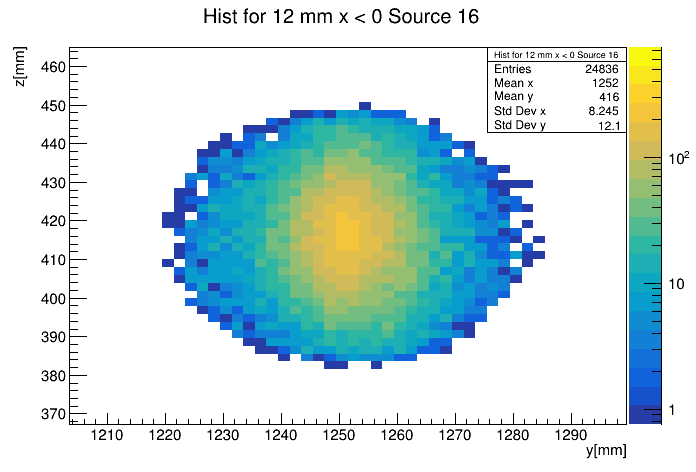 Hist for 12 mm x < 0 Source 16
z[mm]
Hist for 12 mm x < 0 Source 16
Entries 24836
Mean x 1252
Mean y 416
Std Dev x 8.245
Std Dev y 12.1
460
450
440
430
420
410
400
390
380
370
1210 1220 1230 1240 1250 1260 1270 1280 1290
y[mm]
10²
10
1